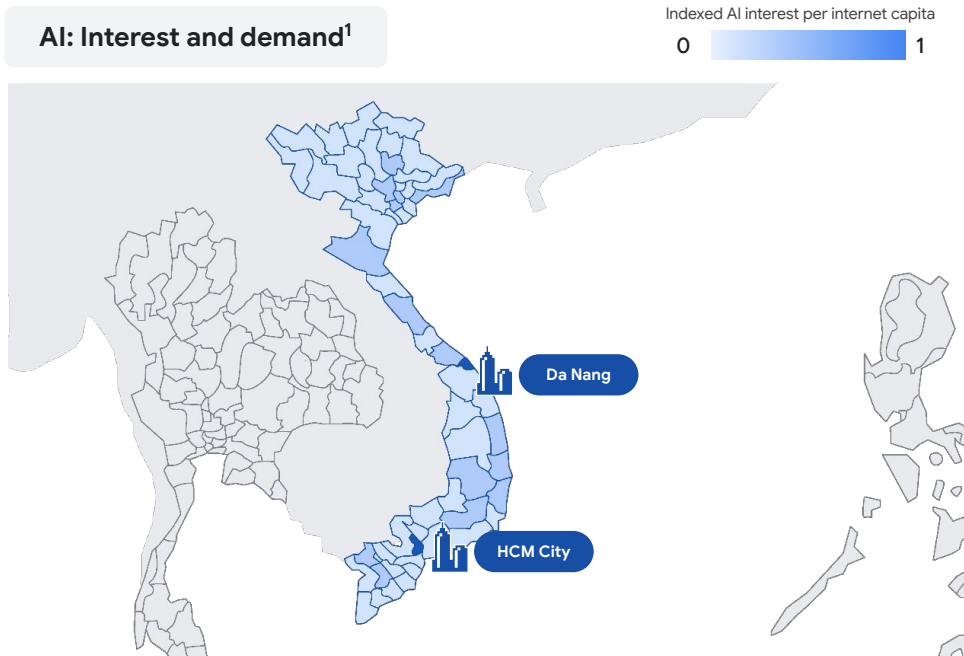 AI: Interest and demand¹
Indexed AI interest per internet capita
0 1
Da Nang
HCM City